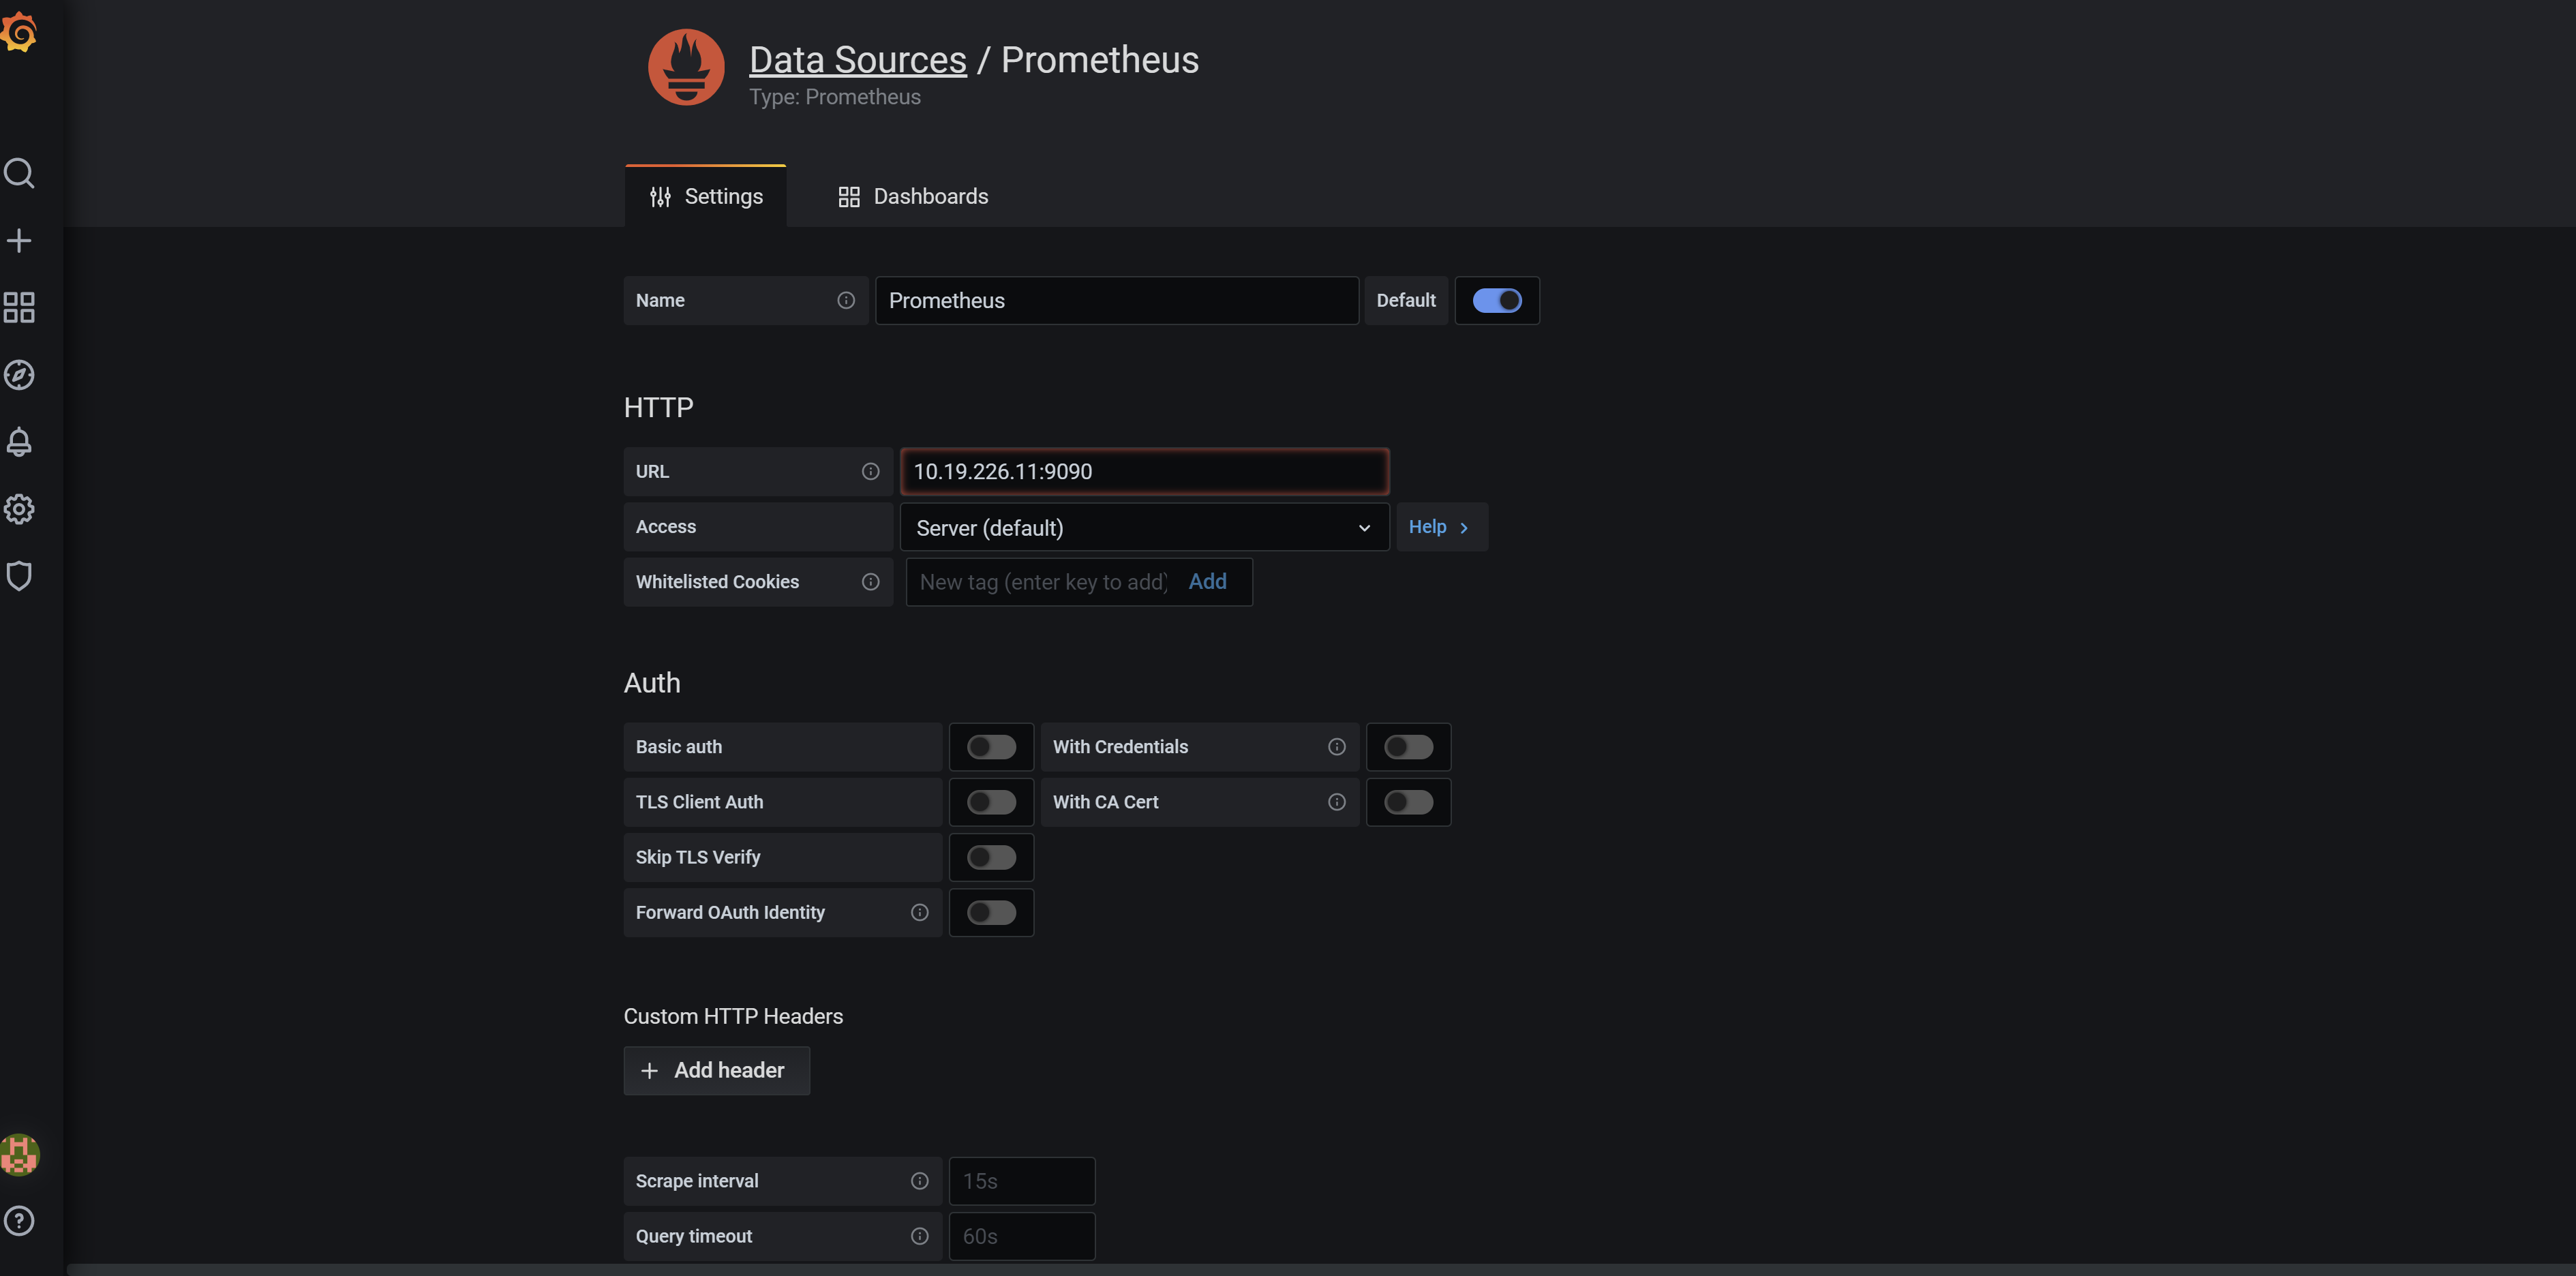 Data Sources / Prometheus
Type: Prometheus
Settings Dashboards
Name Prometheus Default
HTTP
URL 10.19.226.11:9090
Access Server (default) Help
Whitelisted Cookies New tag (enter key to add) Add
Auth
Basic auth With Credentials
TLS Client Auth With CA Cert
Skip TLS Verify
Forward OAuth Identity
Custom HTTP Headers
Add header
Scrape interval 15s
Query timeout 60s